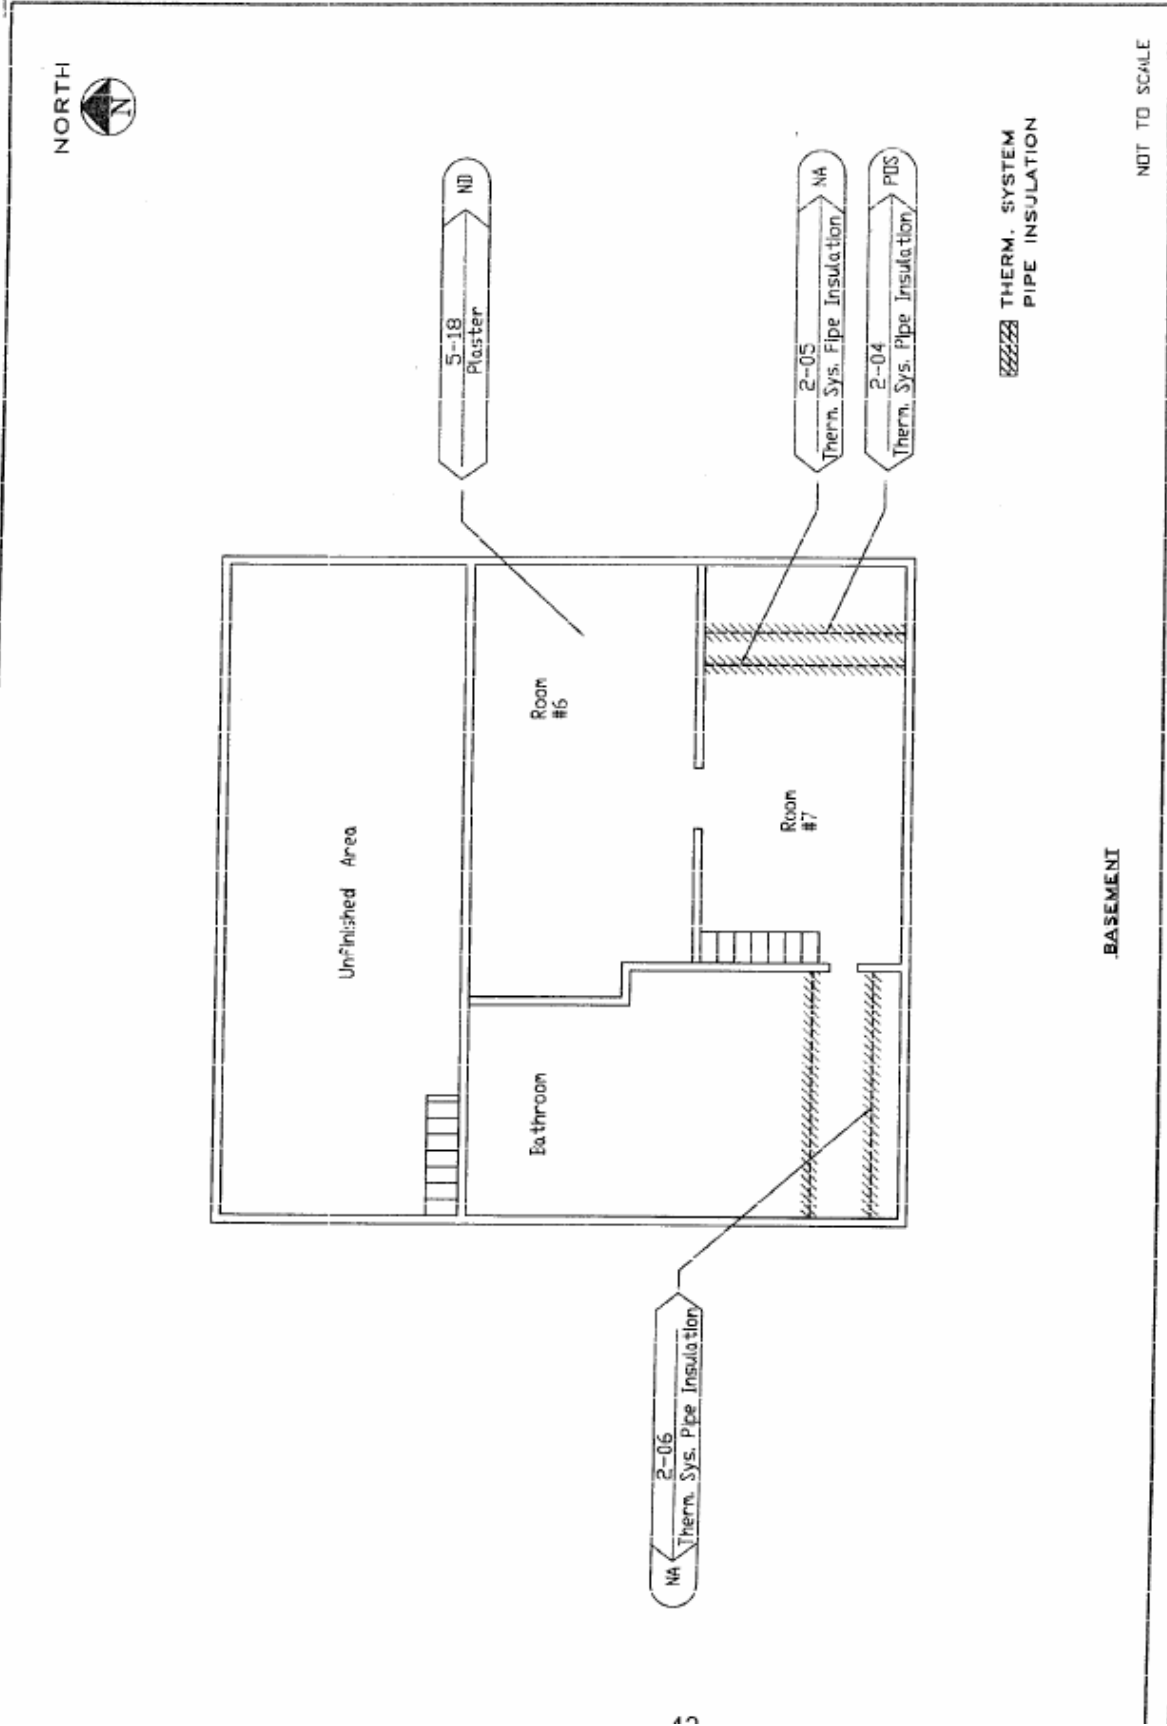 NORTH
N
5-18
Plaster
ND
2-05
Therm. Sys. Fipe Insulation
NA
2-04
Therm. Sys. Pipe Insulation
POS
THERM. SYSTEM
PIPE INSULATION
NOT TO SCALE
Unfinished Area
Room
#6
Room
#7
Bathroom
NA
2-06
Therm. Sys. Pipe Insulation
BASEMENT